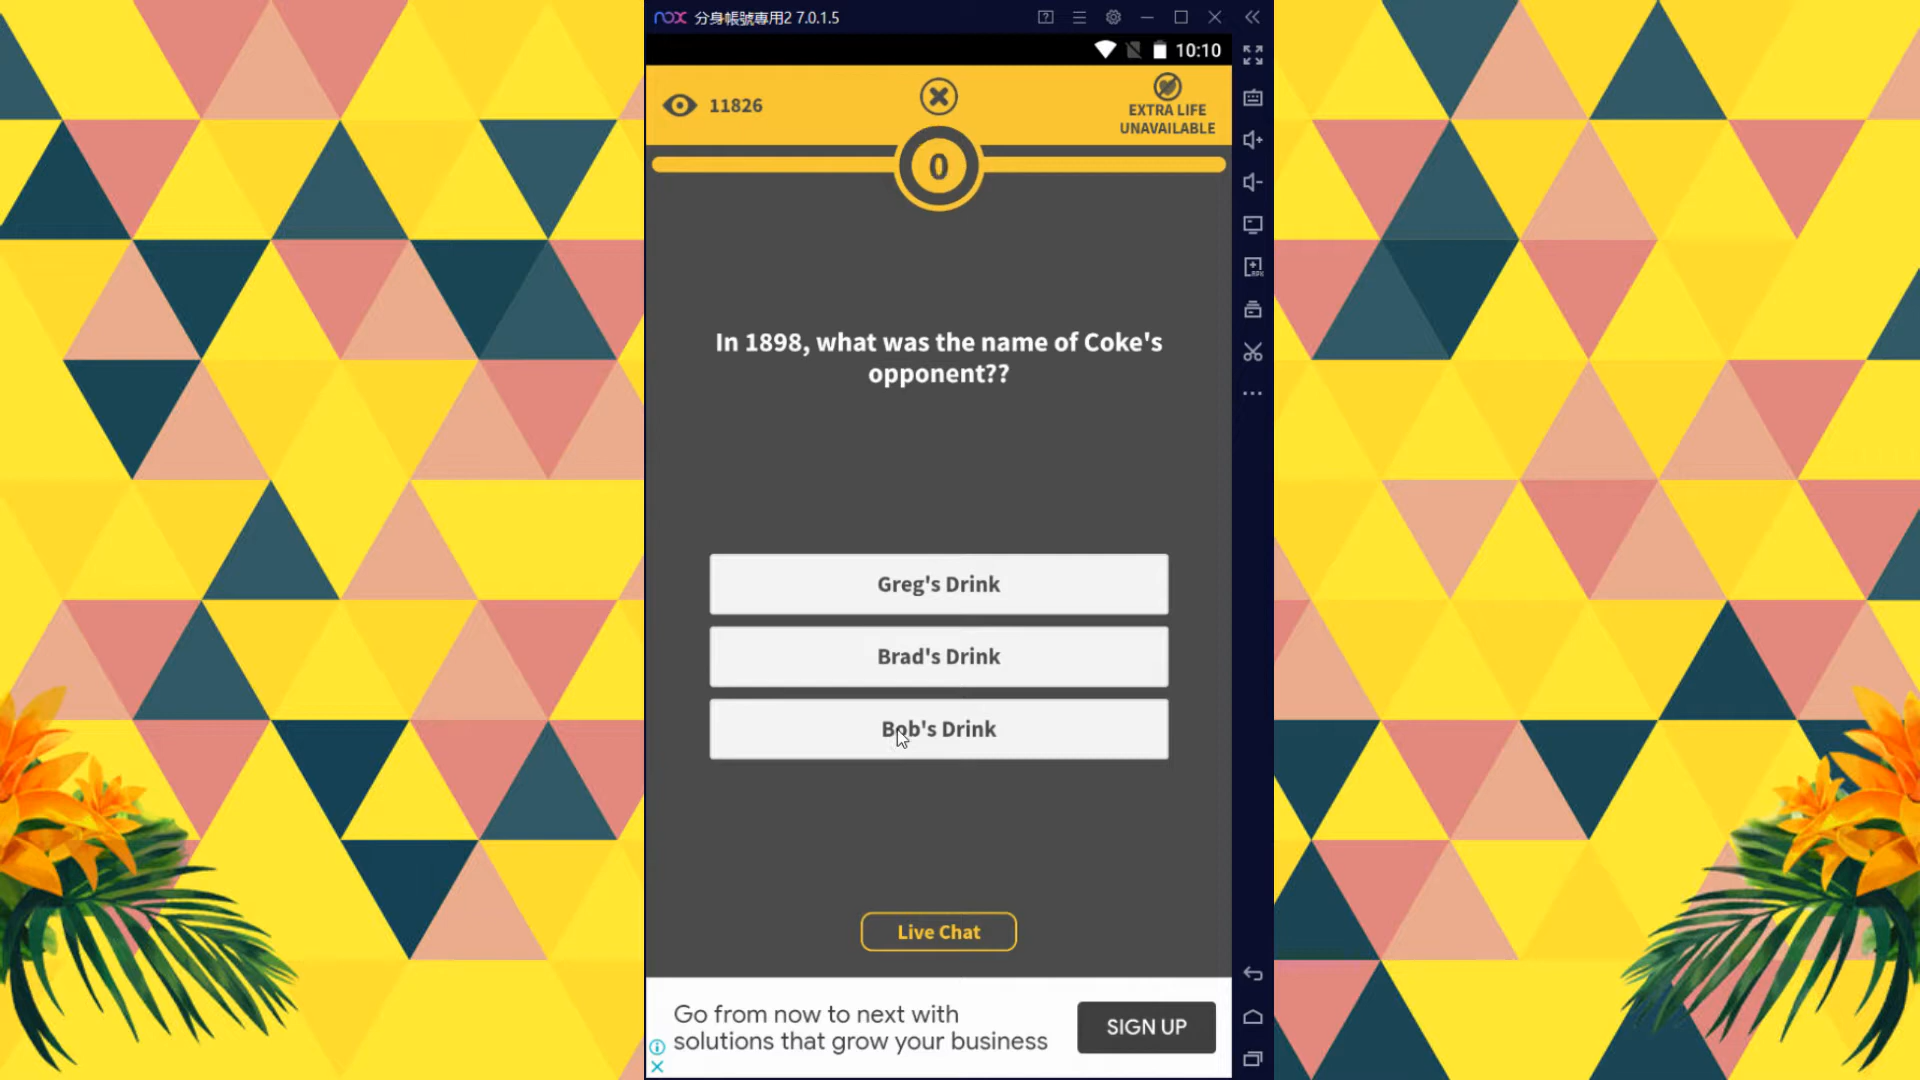 nox 分身帳號專用2 7.0.1.5
10:10
11826
EXTRA LIFE
UNAVAILABLE
0
In 1898, what was the name of Coke's
opponent??
Greg's Drink
Brad's Drink
Bob's Drink
Live Chat
Go from now to next with
solutions that grow your business
SIGN UP